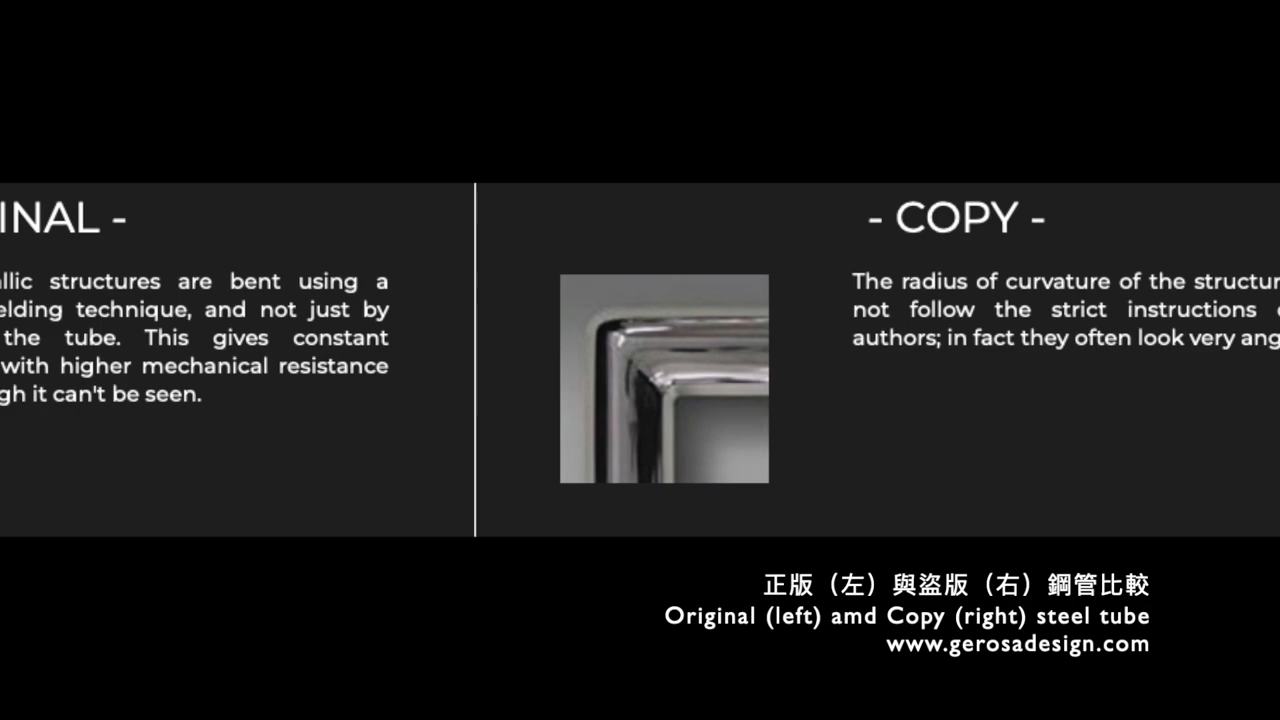 INAL -
llic structures are bent using a
elding technique, and not just by
the tube. This gives constant
with higher mechanical resistance
gh it can't be seen.
- COPY -
The radius of curvature of the structur
not follow the strict instructions
authors; in fact they often look very ang
正版（左）與盜版（右）鋼管比較
Original (left) amd Copy (right) steel tube
www.gerosadesign.com